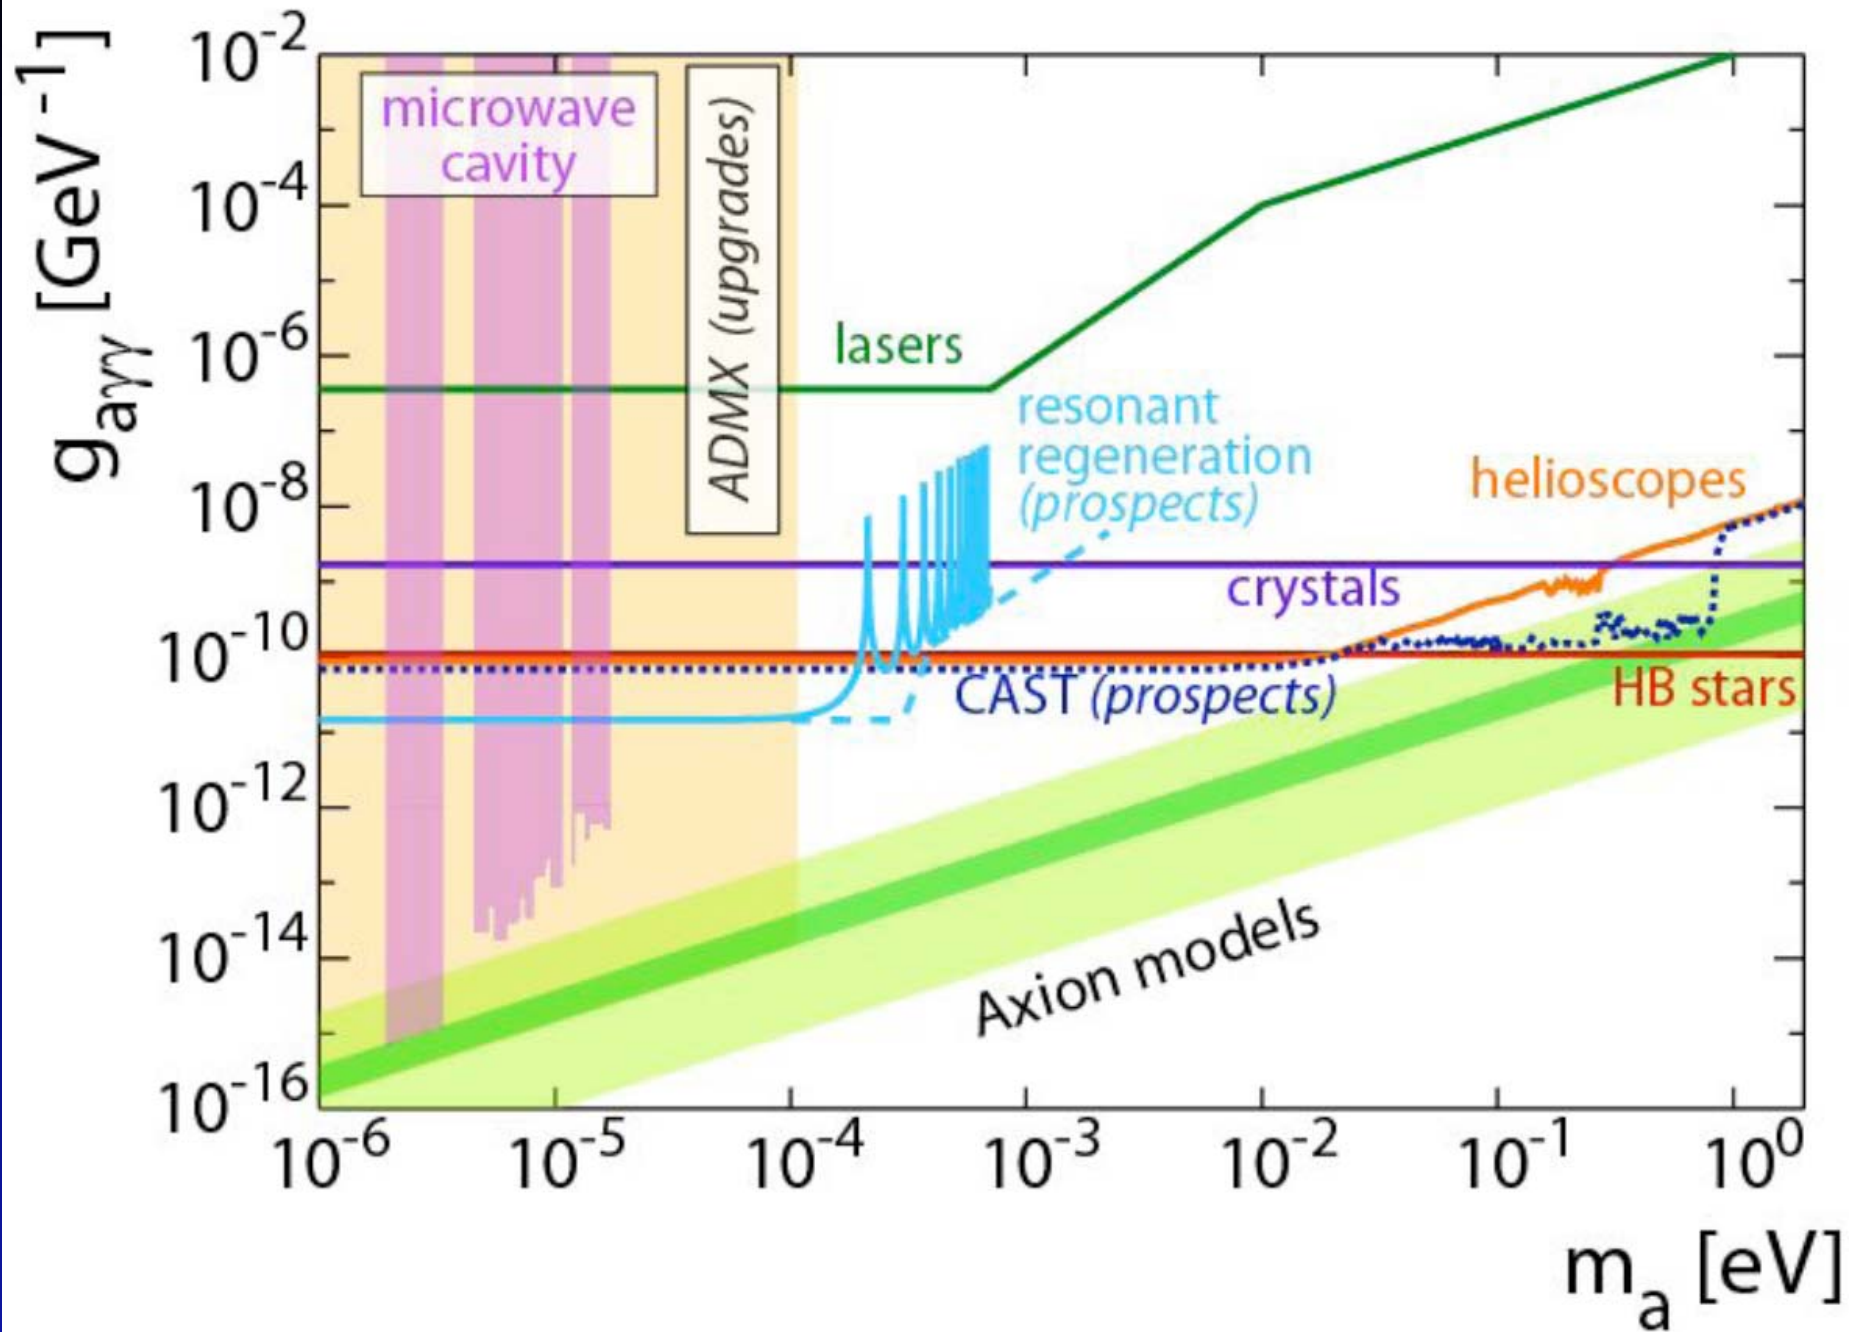 g_aγγ [GeV⁻¹]
10⁻²
10⁻⁴
10⁻⁶
10⁻⁸
10⁻¹⁰
10⁻¹²
10⁻¹⁴
10⁻¹⁶
microwave
cavity
ADMX (upgrades)
lasers
resonant
regeneration
(prospects)
helioscopes
crystals
CAST (prospects)
HB stars
Axion models
10⁻⁶ 10⁻⁵ 10⁻⁴ 10⁻³ 10⁻² 10⁻¹ 10⁰
m_a [eV]